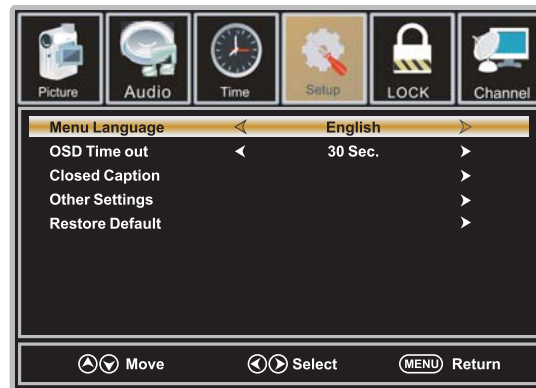 Picture Audio Time Setup LOCK Channel
Menu Language English
OSD Time out 30 Sec.
Closed Caption
Other Settings
Restore Default
Move Select MENU Return